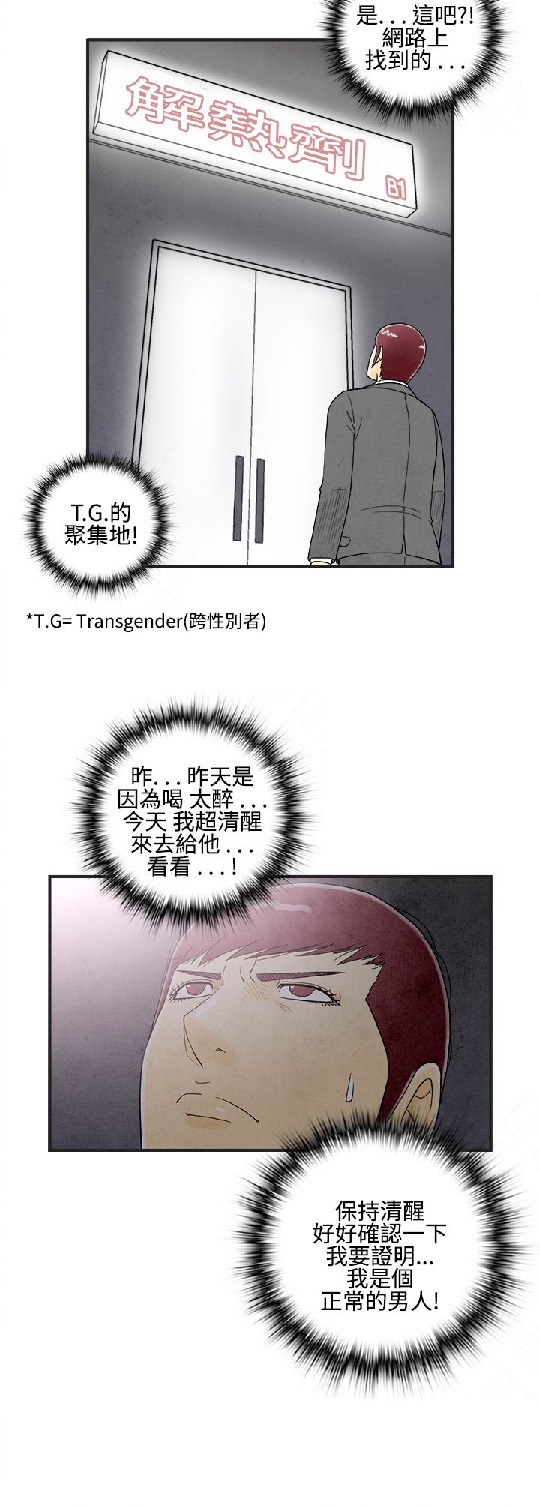 是...這吧?!
網路上
找到的...
解熱劑 B1
T.G.的
聚集地!
*T.G= Transgender(跨性別者)
昨...昨天是
因為喝 太醉...
今天 我超清醒
來去給他...
看看...!
保持清醒
好好確認一下
我要證明...
我是個
正常的男人!